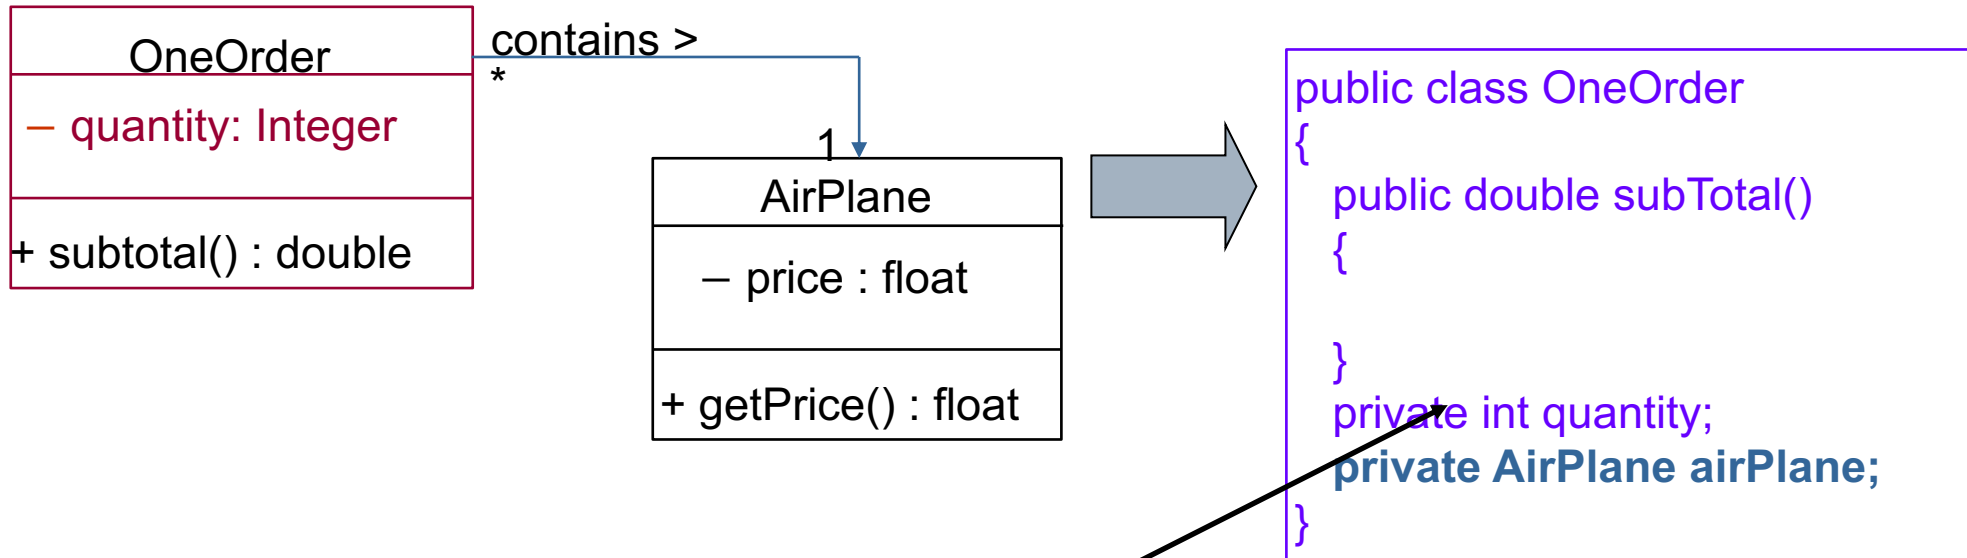 OneOrder
– quantity: Integer
+ subtotal() : double
contains >
*
1
AirPlane
– price : float
+ getPrice() : float
public class OneOrder
{
public double subTotal()
{
}
private int quantity;
private AirPlane airPlane;
}